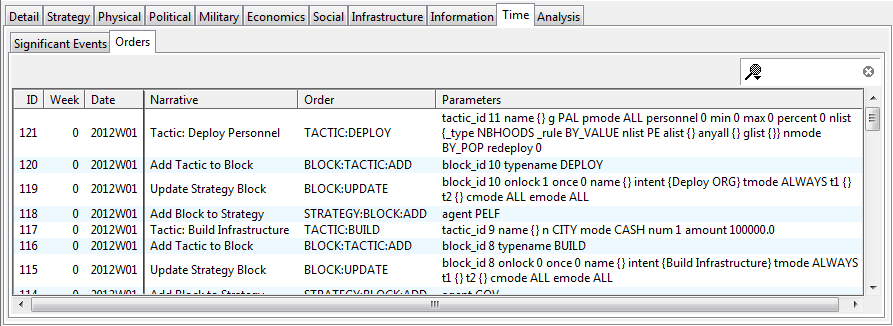 Detail Strategy Physical Political Military Economics Social Infrastructure Information Time Analysis
Significant Events Orders
ID Week Date Narrative Order Parameters
121 0 2012W01 Tactic: Deploy Personnel TACTIC:DEPLOY tactic_id 11 name {} g PAL pmode ALL personnel 0 min 0 max 0 percent 0 nlist
{_type NBHOODS _rule BY_VALUE nlist PE alist {} anyall {} glist {}} nmode
BY_POP redeploy 0
120 0 2012W01 Add Tactic to Block BLOCK:TACTIC:ADD block_id 10 typename DEPLOY
119 0 2012W01 Update Strategy Block BLOCK:UPDATE block_id 10 onlock 1 once 0 name {} intent {Deploy ORG} tmode ALWAYS t1 {}
t2 {} cmode ALL emode ALL
118 0 2012W01 Add Block to Strategy STRATEGY:BLOCK:ADD agent PELF
117 0 2012W01 Tactic: Build Infrastructure TACTIC:BUILD tactic_id 9 name {} n CITY mode CASH num 1 amount 100000.0
116 0 2012W01 Add Tactic to Block BLOCK:TACTIC:ADD block_id 8 typename BUILD
115 0 2012W01 Update Strategy Block BLOCK:UPDATE block_id 8 onlock 0 once 0 name {} intent {Build Infrastructure} tmode ALWAYS
t1 {} t2 {} cmode ALL emode ALL
114 0 2012W01 Add Block to Strategy STRATEGY:BLOCK:ADD agent GOV